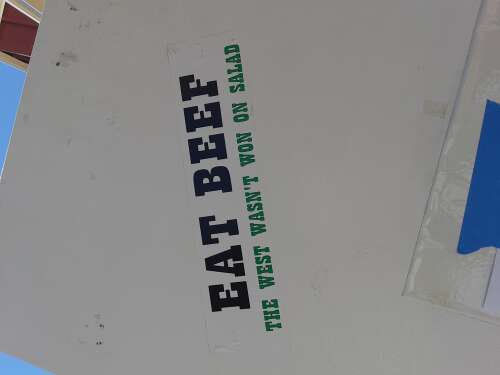 EAT BEEF
THE WEST WASN'T WON ON SALAD